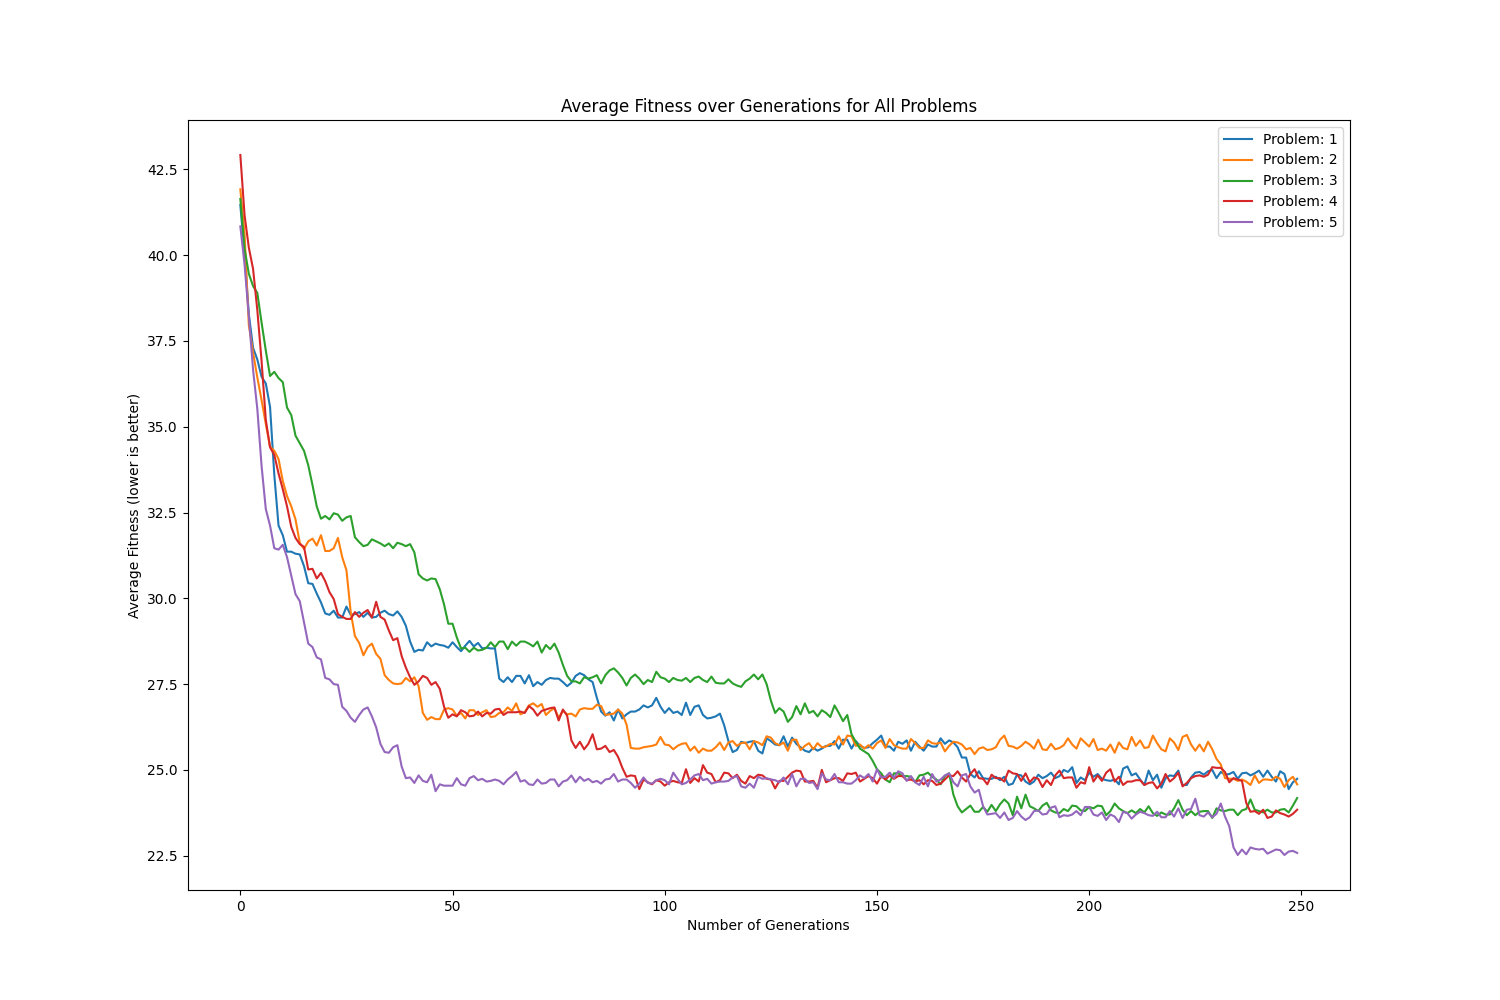 Average Fitness over Generations for All Problems
Problem: 1
Problem: 2
Problem: 3
Problem: 4
Problem: 5
42.5
40.0
37.5
35.0
32.5
30.0
27.5
25.0
22.5
Average Fitness (lower is better)
0 50 100 150 200 250
Number of Generations